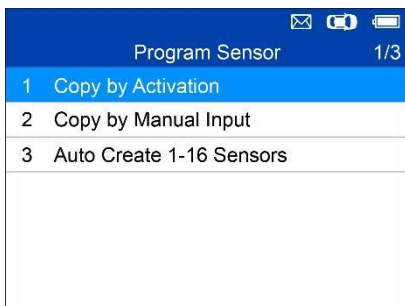 Program Sensor 1/3
1 Copy by Activation
2 Copy by Manual Input
3 Auto Create 1-16 Sensors